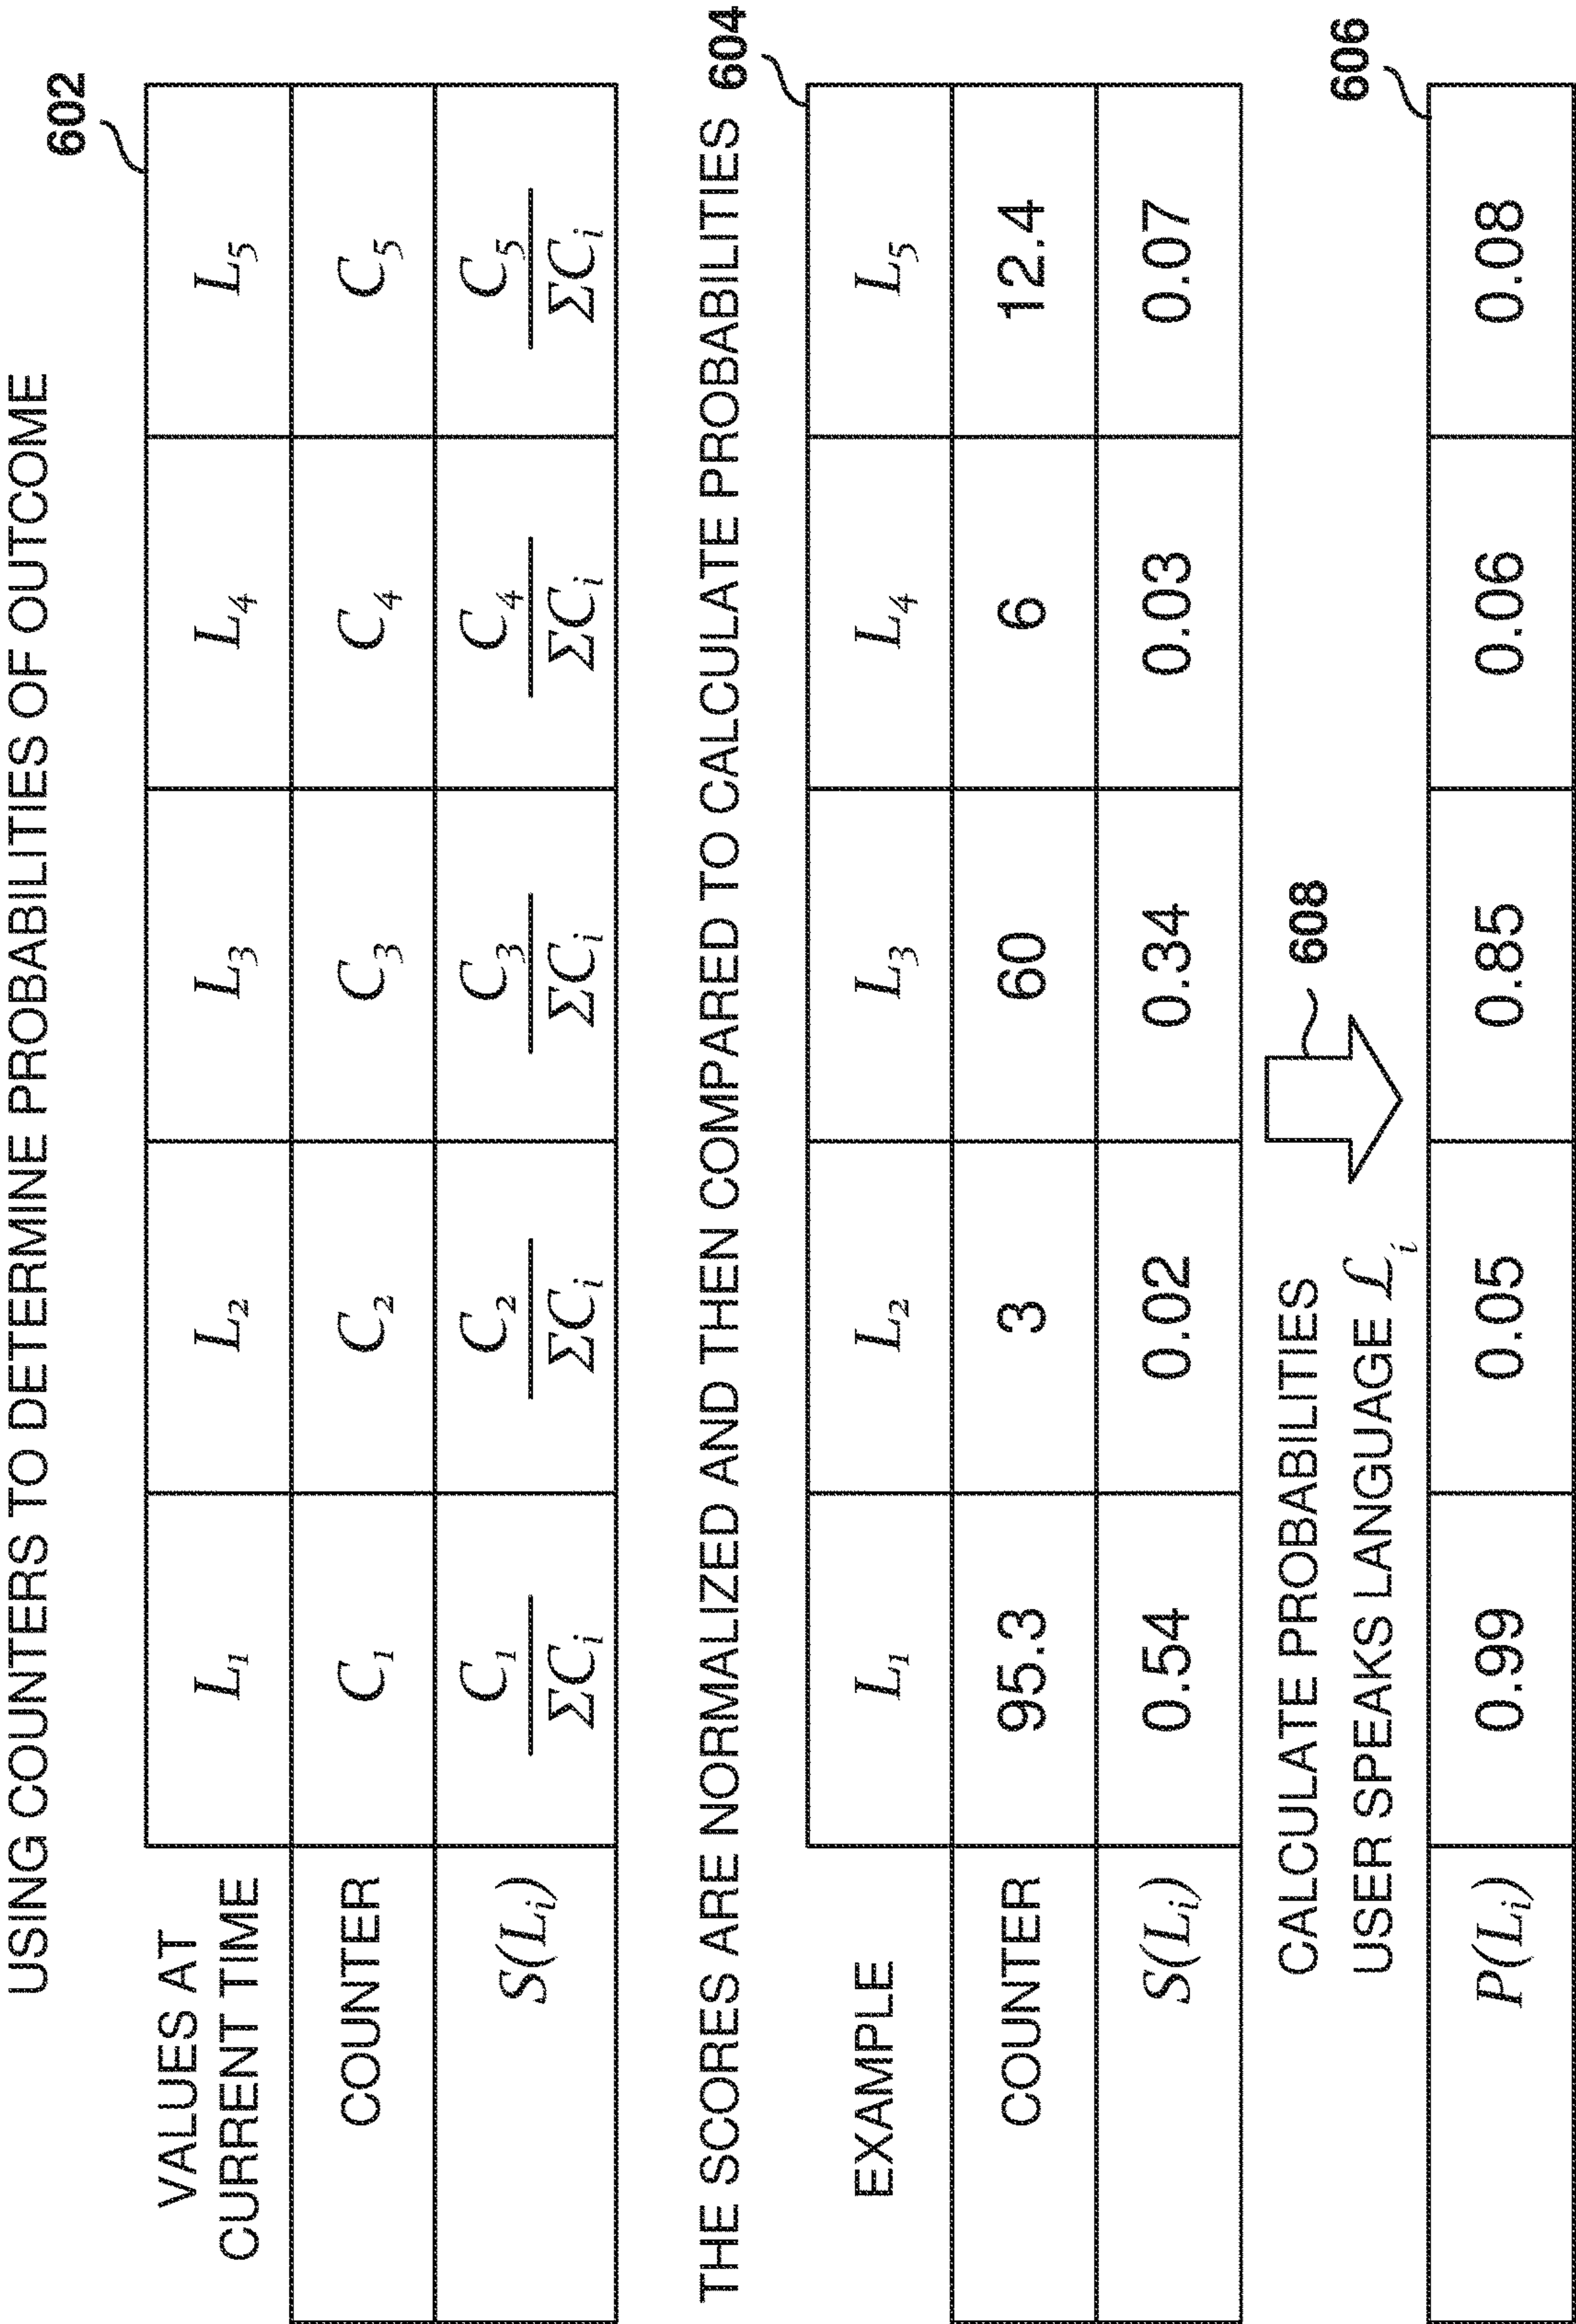 USING COUNTERS TO DETERMINE PROBABILITIES OF OUTCOME
602
VALUES AT
CURRENT TIME
L₁ L₂ L₃ L₄ L₅
COUNTER C₁ C₂ C₃ C₄ C₅
S(Lᵢ) C₁/ΣCᵢ C₂/ΣCᵢ C₃/ΣCᵢ C₄/ΣCᵢ C₅/ΣCᵢ
THE SCORES ARE NORMALIZED AND THEN COMPARED TO CALCULATE PROBABILITIES 604
EXAMPLE L₁ L₂ L₃ L₄ L₅
COUNTER 95.3 3 60 6 12.4
S(Lᵢ) 0.54 0.02 0.34 0.03 0.07
CALCULATE PROBABILITIES
USER SPEAKS LANGUAGE ℒᵢ
608
606
P(Lᵢ) 0.99 0.05 0.85 0.06 0.08